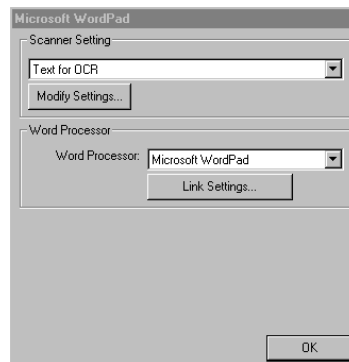 Microsoft WordPad
Scanner Setting
Text for OCR
Modify Settings...
Word Processor
Word Processor: Microsoft WordPad
Link Settings...
OK